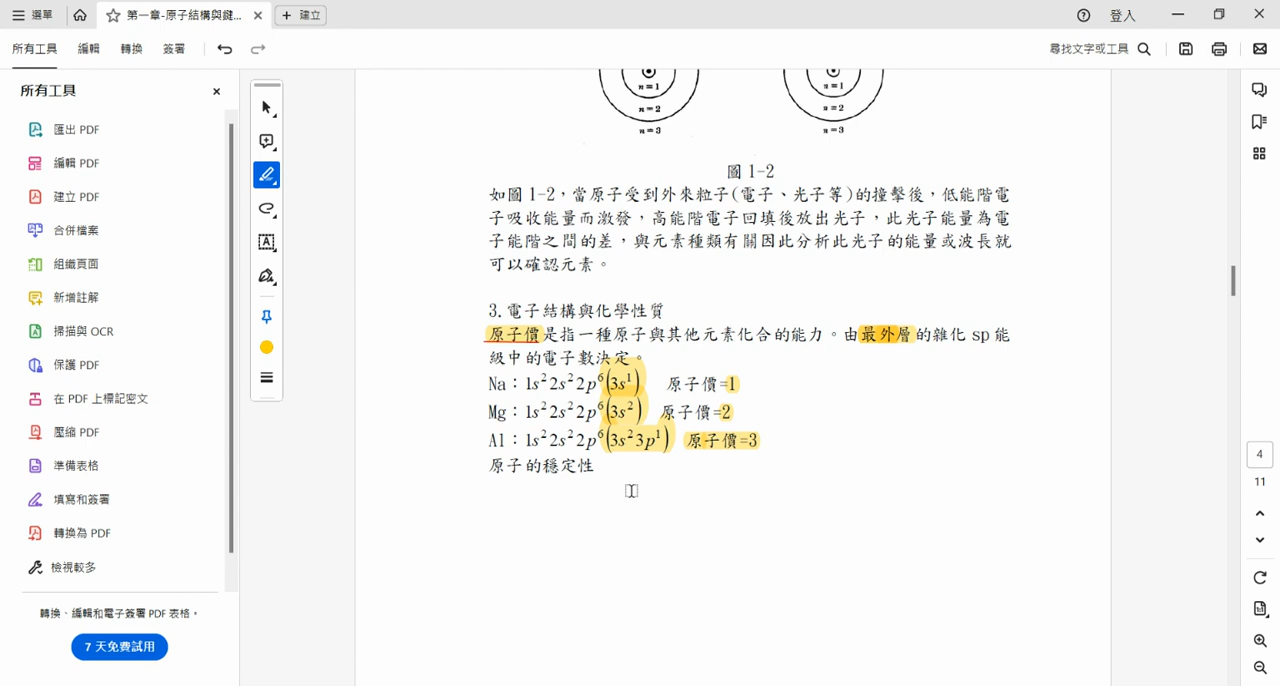 選單
第一章-原子結構與鍵...
建立
登入
所有工具
編輯
轉換
簽署
尋找文字或工具
所有工具
匯出 PDF
編輯 PDF
建立 PDF
合併檔案
組織頁面
新增註解
掃描與 OCR
保護 PDF
在 PDF 上標記密文
壓縮 PDF
準備表格
填寫和簽署
轉換為 PDF
檢視較多
轉換、編輯和電子簽署 PDF 表格。
7 天免費試用
n=1 n=1
n=2 n=2
n=3 n=3
圖 1-2
如圖 1-2，當原子受到外來粒子(電子、光子等)的撞擊後，低能階電
子吸收能量而激發，高能階電子回填後放出光子，此光子能量為電
子能階之間的差，與元素種類有關因此分析此光子的能量或波長就
可以確認元素。
3.電子結構與化學性質
原子價是指一種原子與其他元素化合的能力。由最外層的雜化 sp 能
級中的電子數決定。
Na：1s²2s²2p⁶(3s¹) 原子價=1
Mg：1s²2s²2p⁶(3s²) 原子價=2
Al：1s²2s²2p⁶(3s²3p¹) 原子價=3
原子的穩定性
4
11